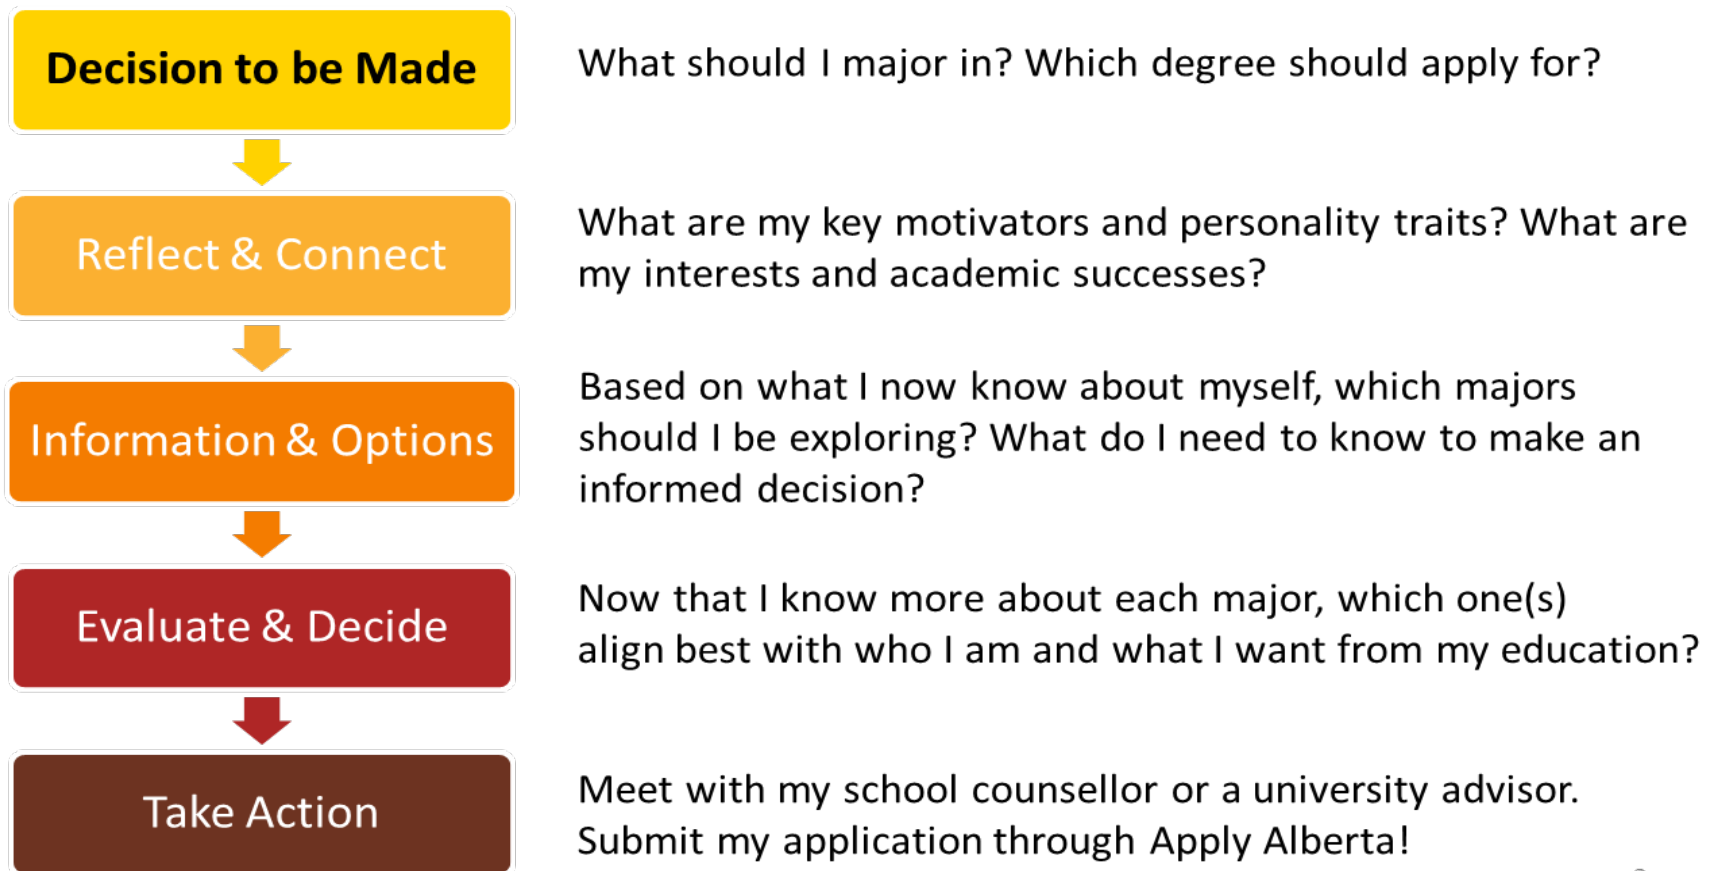 Decision to be Made
What should I major in? Which degree should apply for?
Reflect & Connect
What are my key motivators and personality traits? What are
my interests and academic successes?
Information & Options
Based on what I now know about myself, which majors
should I be exploring? What do I need to know to make an
informed decision?
Evaluate & Decide
Now that I know more about each major, which one(s)
align best with who I am and what I want from my education?
Take Action
Meet with my school counsellor or a university advisor.
Submit my application through Apply Alberta!